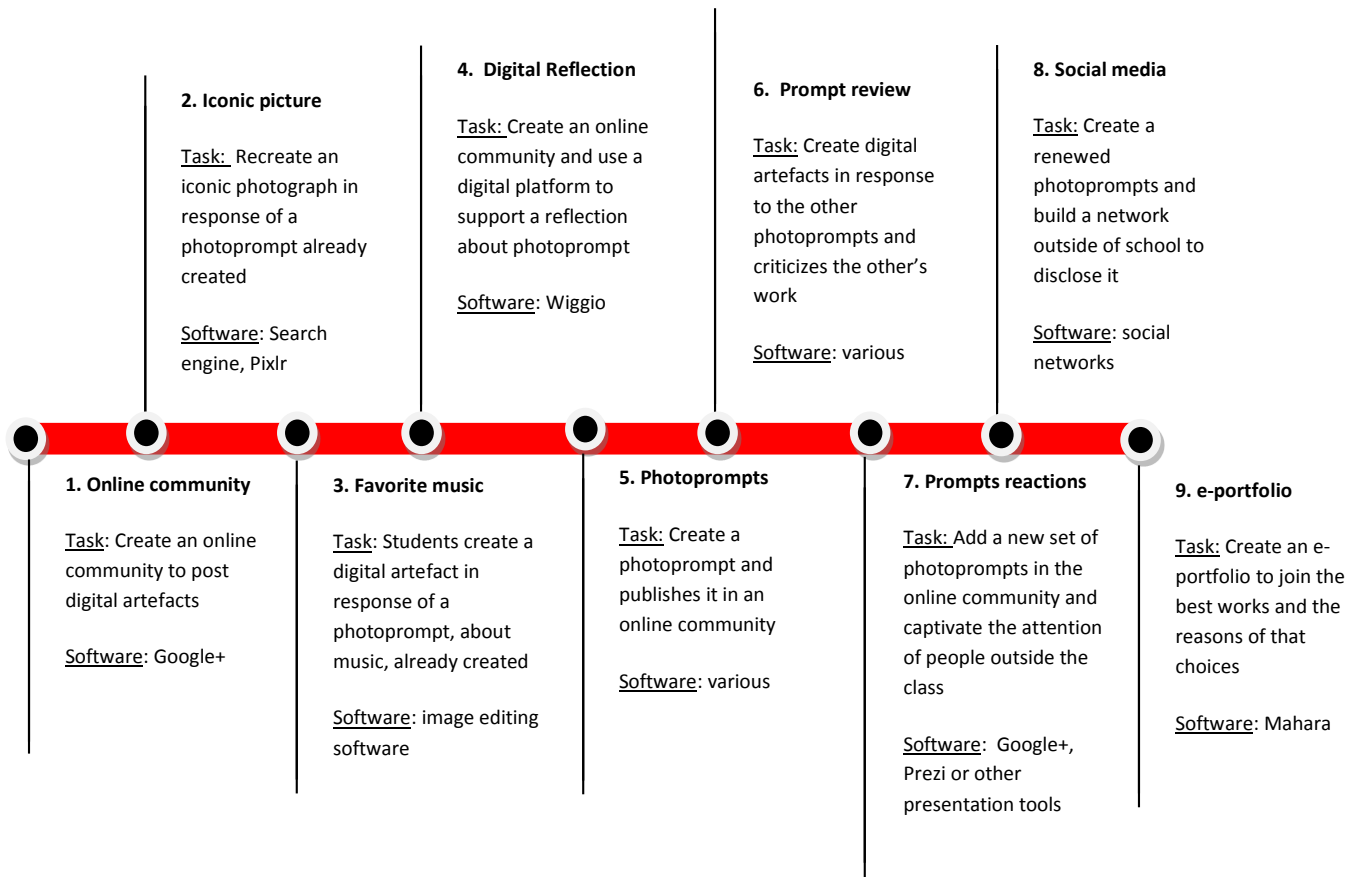 1. Online community
Task: Create an online
community to post
digital artefacts
Software: Google+
2. Iconic picture
Task: Recreate an
iconic photograph in
response of a
photoprompt already
created
Software: Search
engine, Pixlr
3. Favorite music
Task: Students create a
digital artefact in
response of a
photoprompt, about
music, already created
Software: image editing
software
4. Digital Reflection
Task: Create an online
community and use a
digital platform to
support a reflection
about photoprompt
Software: Wiggio
5. Photoprompts
Task: Create a
photoprompt and
publishes it in an
online community
Software: various
6. Prompt review
Task: Create digital
artefacts in response
to the other
photoprompts and
criticizes the other’s
work
Software: various
7. Prompts reactions
Task: Add a new set of
photoprompts in the
online community and
captivate the attention
of people outside the
class
Software: Google+,
Prezi or other
presentation tools
8. Social media
Task: Create a
renewed
photoprompts and
build a network
outside of school to
disclose it
Software: social
networks
9. e-portfolio
Task: Create an e-
portfolio to join the
best works and the
reasons of that
choices
Software: Mahara